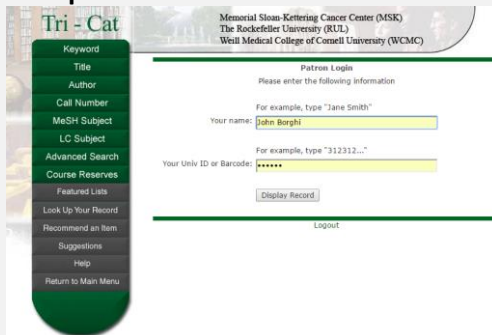 Tri - Cat
Memorial Sloan-Kettering Cancer Center (MSK)
The Rockefeller University (RUL)
Weill Medical College of Cornell University (WCMC)
Keyword
Title
Author
Call Number
MeSH Subject
LC Subject
Advanced Search
Course Reserves
Featured Lists
Look Up Your Record
Recommend an Item
Suggestions
Help
Return to Main Menu
Patron Login
Please enter the following information
For example, type "Jane Smith"
Your name: John Borghi
For example, type "312312..."
Your Univ ID or Barcode: ••••••
Display Record
Logout